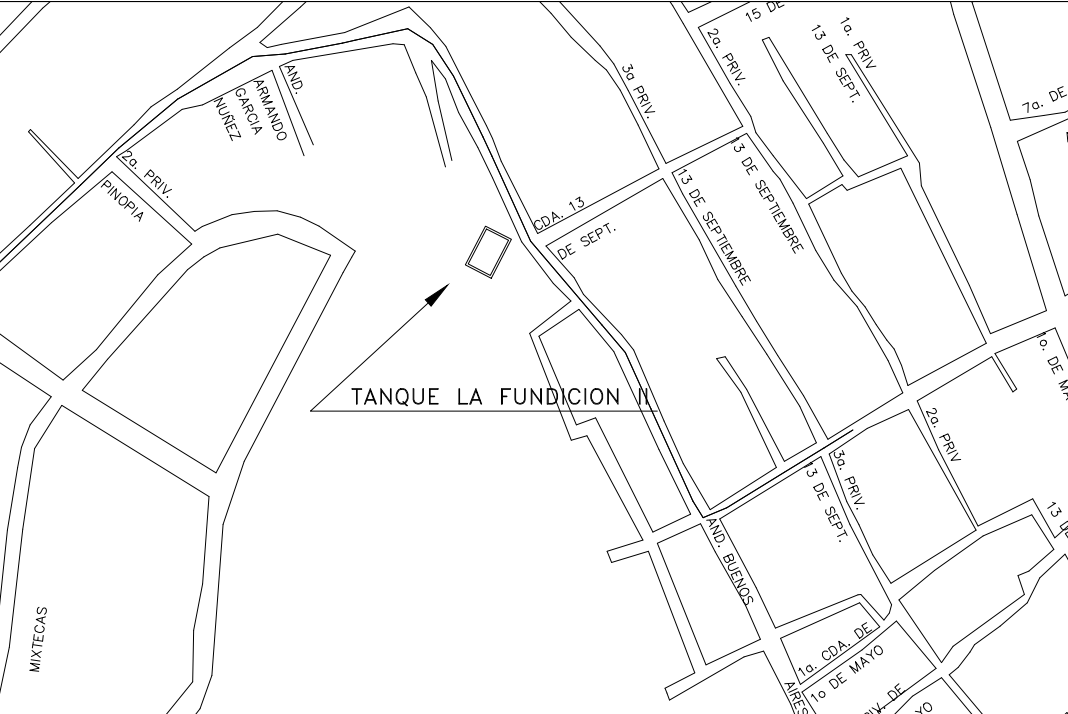 15 DE
1a. PRIV
13 DE SEPT.
2a. PRIV.
3a PRIV.
7a. DE
AND.
ARMANDO
GARCIA
NUÑEZ
2a. PRIV.
PINOPIA
13 DE SEPTIEMBRE
13 DE SEPTIEMBRE
CDA. 13
DE SEPT.
TANQUE LA FUNDICION II
1o. DE MA
2a. PRIV
3a. PRIV.
13 DE SEPT.
13 DE
AND. BUENOS
AIRES
MIXTECAS
1a. CDA. DE
1o DE MAYO
IV. DE
YO